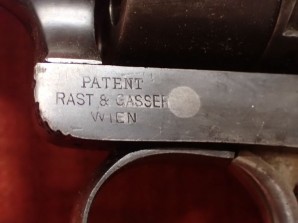 PATENT
RAST & GASSER
WIEN